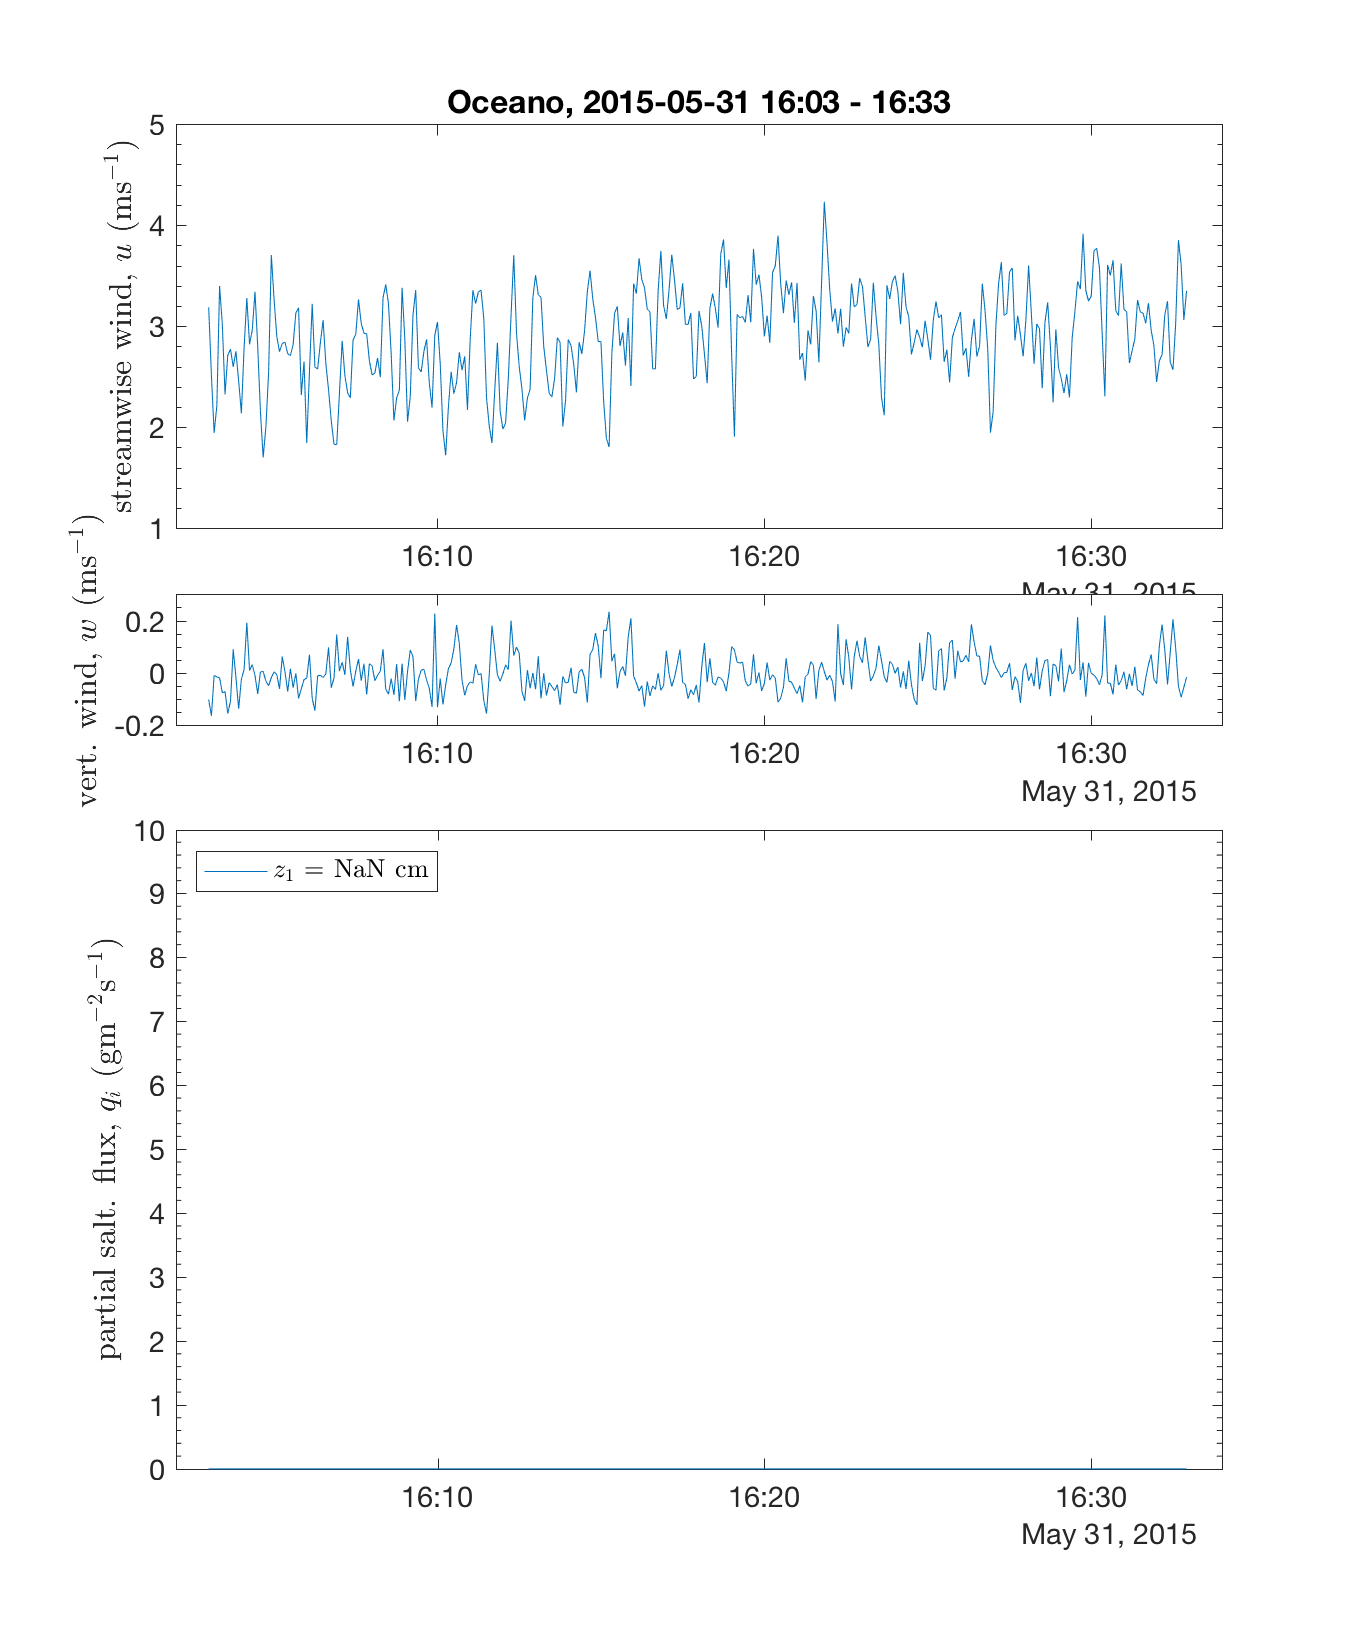 Oceano, 2015-05-31 16:03 - 16:33
streamwise wind, u (ms⁻¹)
5
4
3
2
1
16:10 16:20 16:30
May 31, 2015
vert. wind, w (ms⁻¹)
0.2
0
-0.2
16:10 16:20 16:30
May 31, 2015
partial salt. flux, qᵢ (gm⁻²s⁻¹)
10
9
8
7
6
5
4
3
2
1
0
z₁ = NaN cm
16:10 16:20 16:30
May 31, 2015